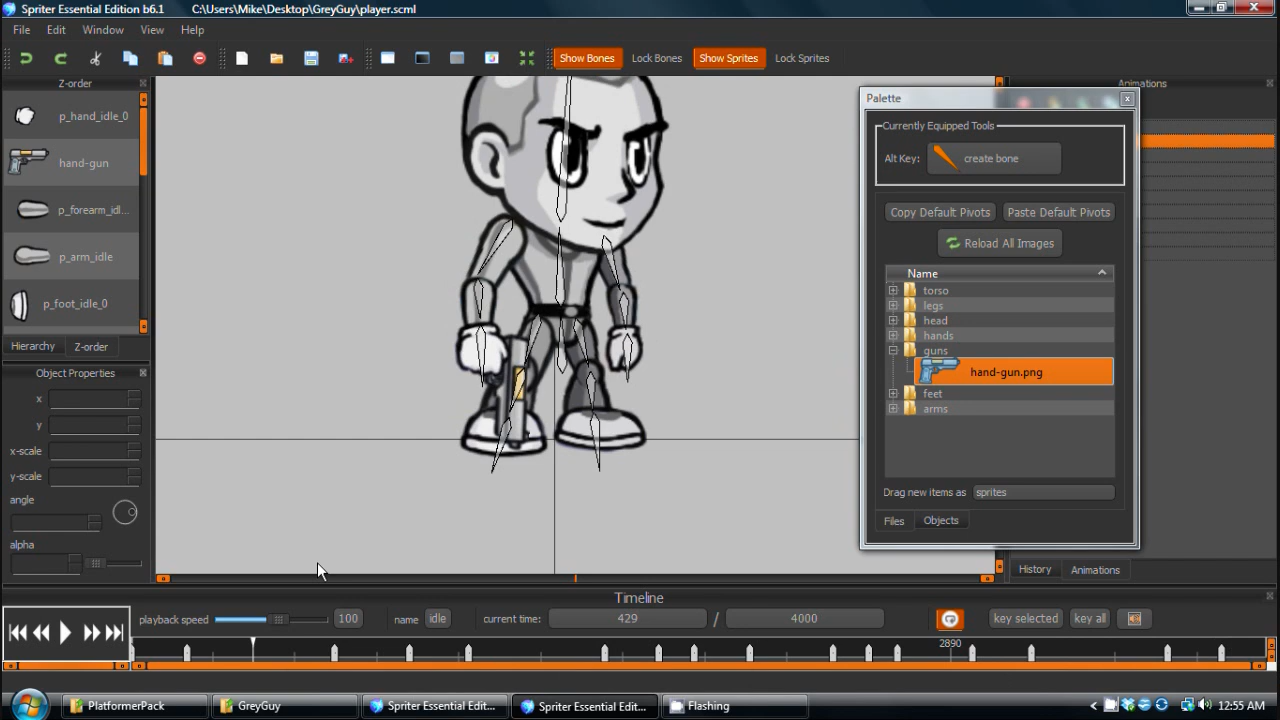 Spriter Essential Edition b6.1 C:\Users\Mike\Desktop\GreyGuy\player.scml
File Edit Window View Help
Show Bones Lock Bones Show Sprites Lock Sprites
Z-order
p_hand_idle_0
hand-gun
p_forearm_idl...
p_arm_idle
p_foot_idle_0
Hierarchy Z-order
Object Properties
x
y
x-scale
y-scale
angle
alpha
Palette
Currently Equipped Tools
Alt Key: create bone
Copy Default Pivots Paste Default Pivots
Reload All Images
Name
torso
legs
head
hands
guns
hand-gun.png
feet
arms
Drag new items as sprites
Files Objects
Animations
History Animations
Timeline
playback speed 100 name idle current time: 429 / 4000 key selected key all
2890
PlatformerPack GreyGuy Spriter Essential Edit... Spriter Essential Edit... Flashing 12:55 AM